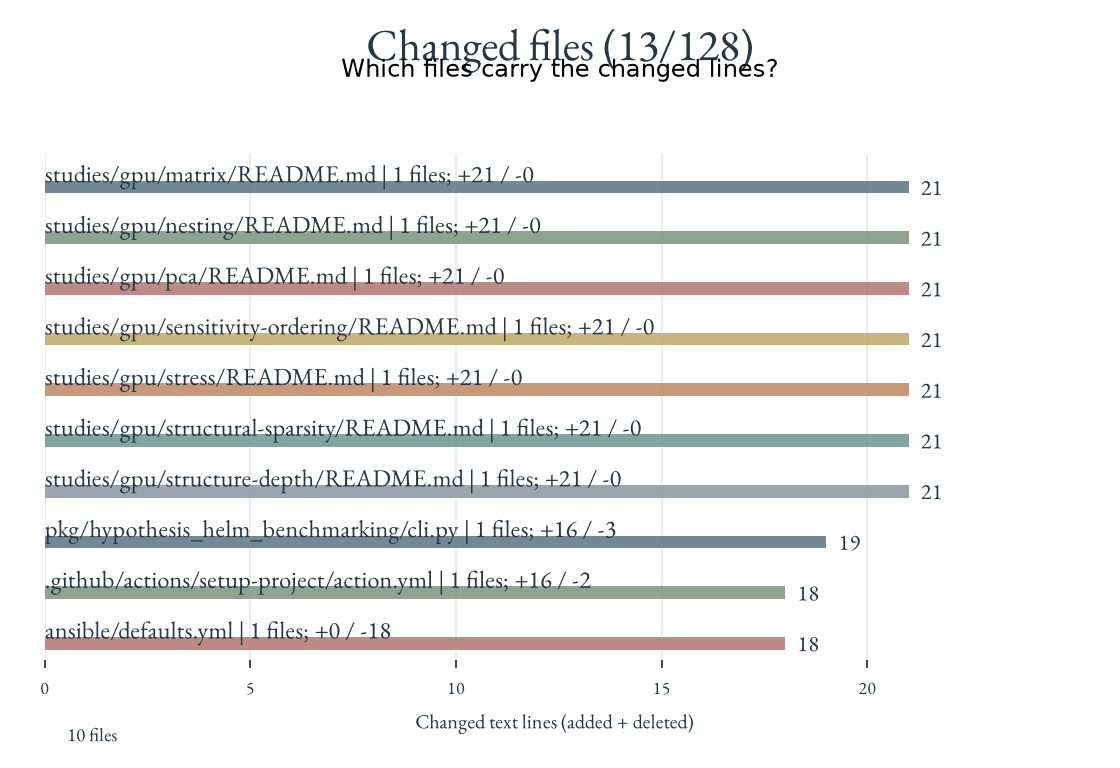 Changed files (13/128)
Which files carry the changed lines?
studies/gpu/matrix/README.md | 1 files; +21 / -0
21
studies/gpu/nesting/README.md | 1 files; +21 / -0
21
studies/gpu/pca/README.md | 1 files; +21 / -0
21
studies/gpu/sensitivity-ordering/README.md | 1 files; +21 / -0
21
studies/gpu/stress/README.md | 1 files; +21 / -0
21
studies/gpu/structural-sparsity/README.md | 1 files; +21 / -0
21
studies/gpu/structure-depth/README.md | 1 files; +21 / -0
21
pkg/hypothesis_helm_benchmarking/cli.py | 1 files; +16 / -3
19
.github/actions/setup-project/action.yml | 1 files; +16 / -2
18
ansible/defaults.yml | 1 files; +0 / -18
18
0 5 10 15 20
Changed text lines (added + deleted)
10 files